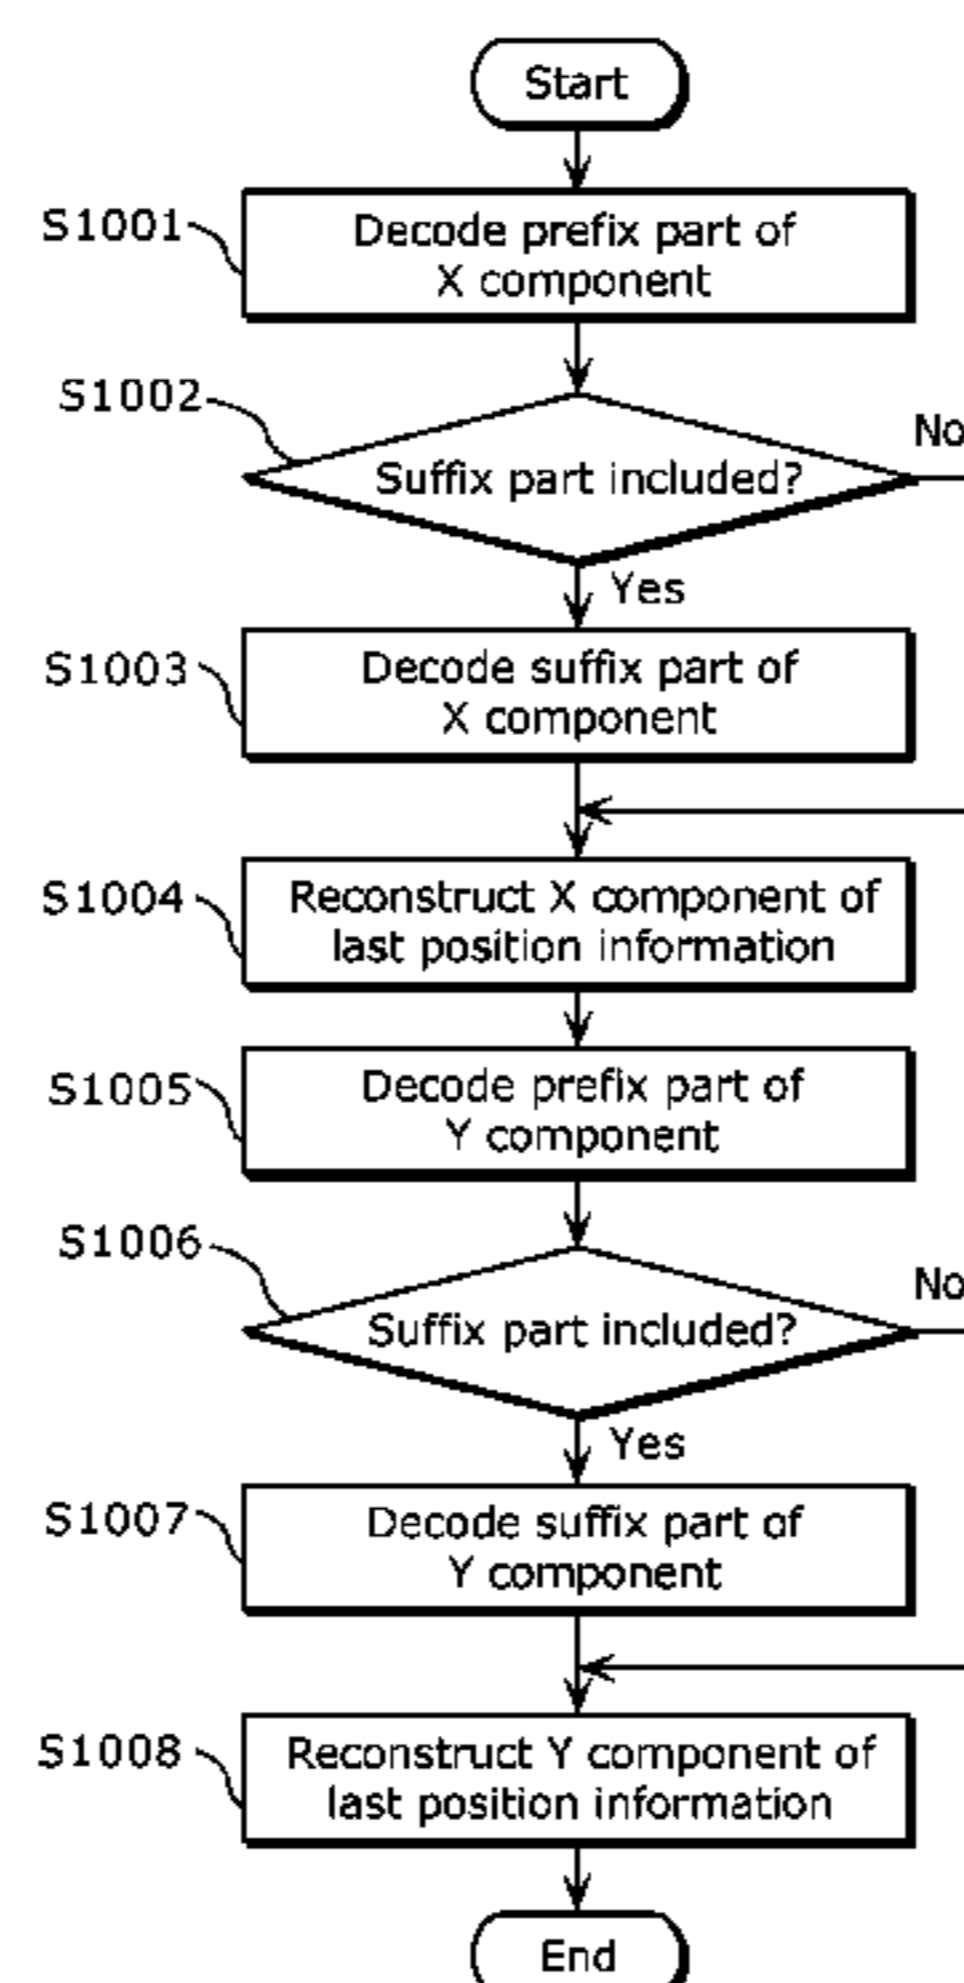 Start
S1001
Decode prefix part of
X component
S1002
Suffix part included?
No
Yes
S1003
Decode suffix part of
X component
S1004
Reconstruct X component of
last position information
S1005
Decode prefix part of
Y component
S1006
Suffix part included?
No
Yes
S1007
Decode suffix part of
Y component
S1008
Reconstruct Y component of
last position information
End